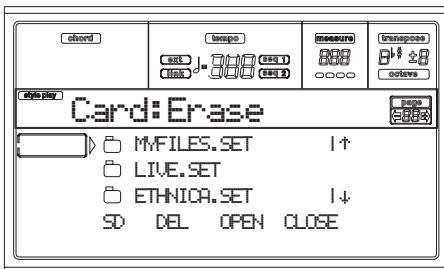 chord tempo measure transpose
ext seq 1
link seq 2
octave
style play
Card:Erase
page
MYFILES.SET
LIVE.SET
ETHNICA.SET
SD DEL OPEN CLOSE